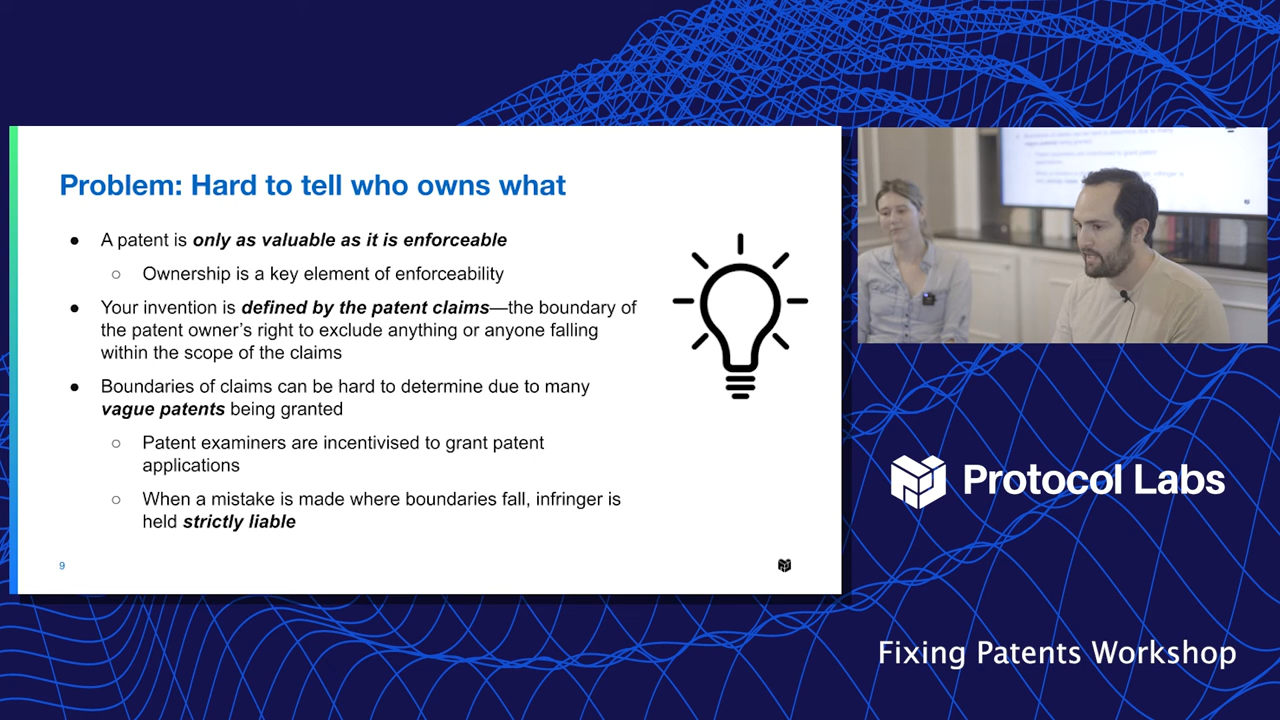 Problem: Hard to tell who owns what
● A patent is only as valuable as it is enforceable
○ Ownership is a key element of enforceability
● Your invention is defined by the patent claims—the boundary of
the patent owner’s right to exclude anything or anyone falling
within the scope of the claims
● Boundaries of claims can be hard to determine due to many
vague patents being granted
○ Patent examiners are incentivised to grant patent
applications
○ When a mistake is made where boundaries fall, infringer is
held strictly liable
9
Protocol Labs
Fixing Patents Workshop